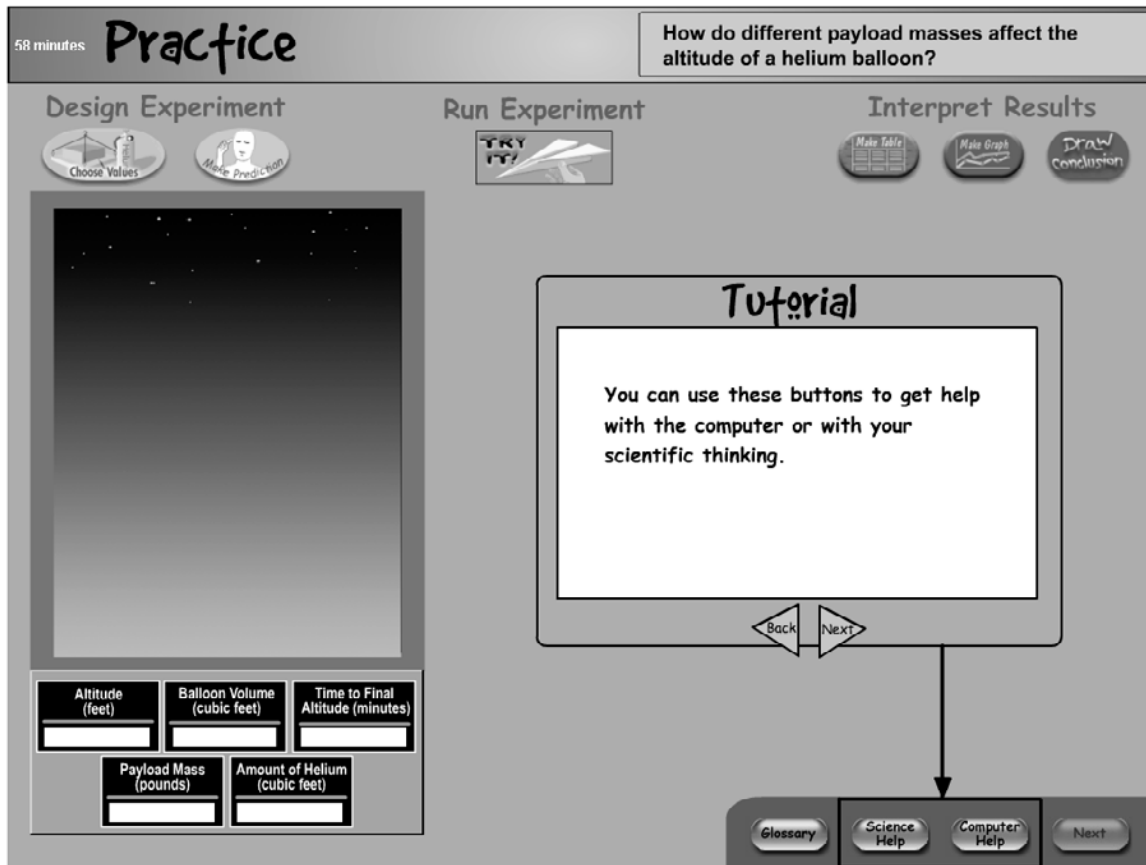 58 minutes
Practice
How do different payload masses affect the
altitude of a helium balloon?
Design Experiment
Run Experiment
Interpret Results
Choose Values
Make Prediction
TRY
IT!
Make Table
Make Graph
Draw
conclusion
Tutorial
You can use these buttons to get help
with the computer or with your
scientific thinking.
Back
Next
Altitude
(feet)
Balloon Volume
(cubic feet)
Time to Final
Altitude (minutes)
Payload Mass
(pounds)
Amount of Helium
(cubic feet)
Glossary
Science
Help
Computer
Help
Next